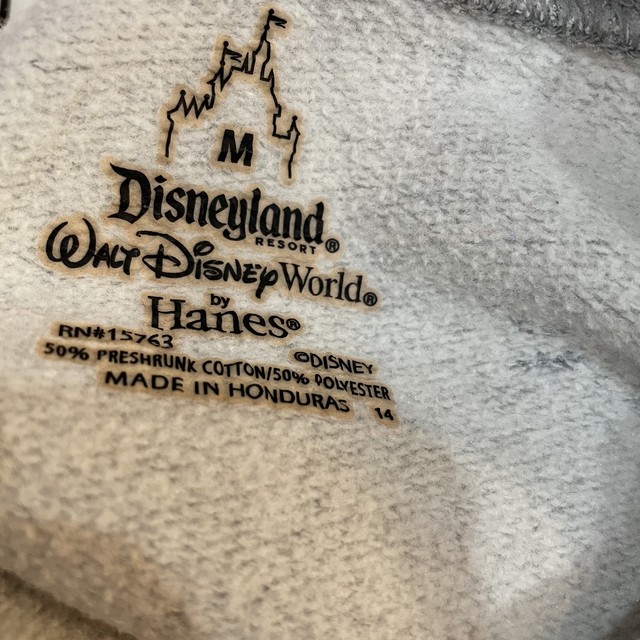 M
Disneyland
RESORT®
WALT DISNEY World®
by
Hanes®
RN#15763
©DISNEY
50% PRESHRUNK COTTON/50% POLYESTER
MADE IN HONDURAS 14